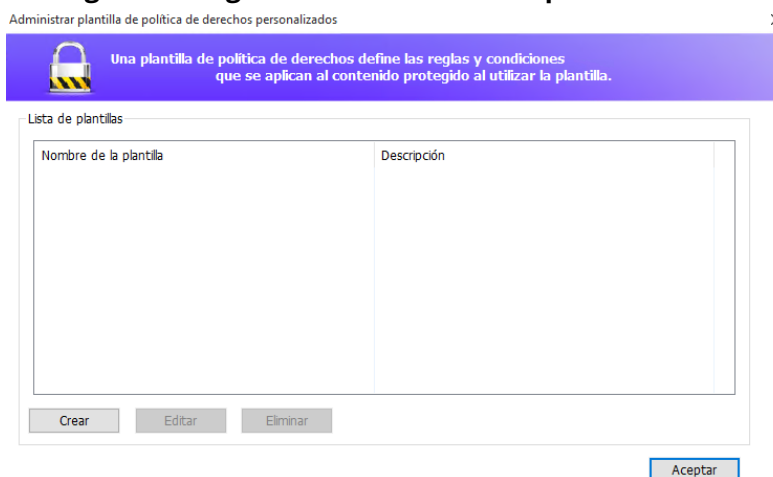 Administrar plantilla de política de derechos personalizados
Una plantilla de política de derechos define las reglas y condiciones
que se aplican al contenido protegido al utilizar la plantilla.
Lista de plantillas
Nombre de la plantilla Descripción
Crear Editar Eliminar
Aceptar